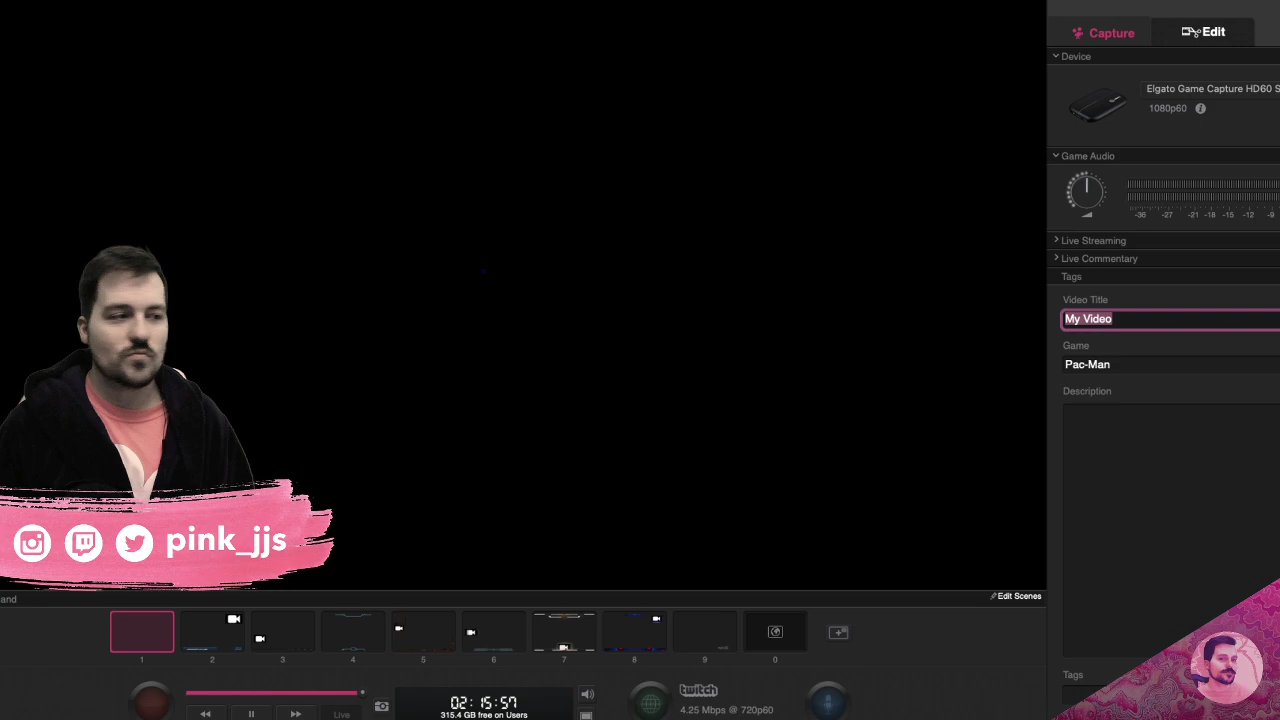 Capture
Edit
Device
Elgato Game Capture HD60 S
1080p60
Game Audio
-36 -27 -21 -18 -15 -12 -9
Live Streaming
Live Commentary
Tags
Video Title
My Video
Game
Pac-Man
Description
Tags
pink_jjs
and
Edit Scenes
1 2 3 4 5 6 7 8 9 0
02:15:57
315.4 GB free on Users
Live
twitch
4.25 Mbps @ 720p60